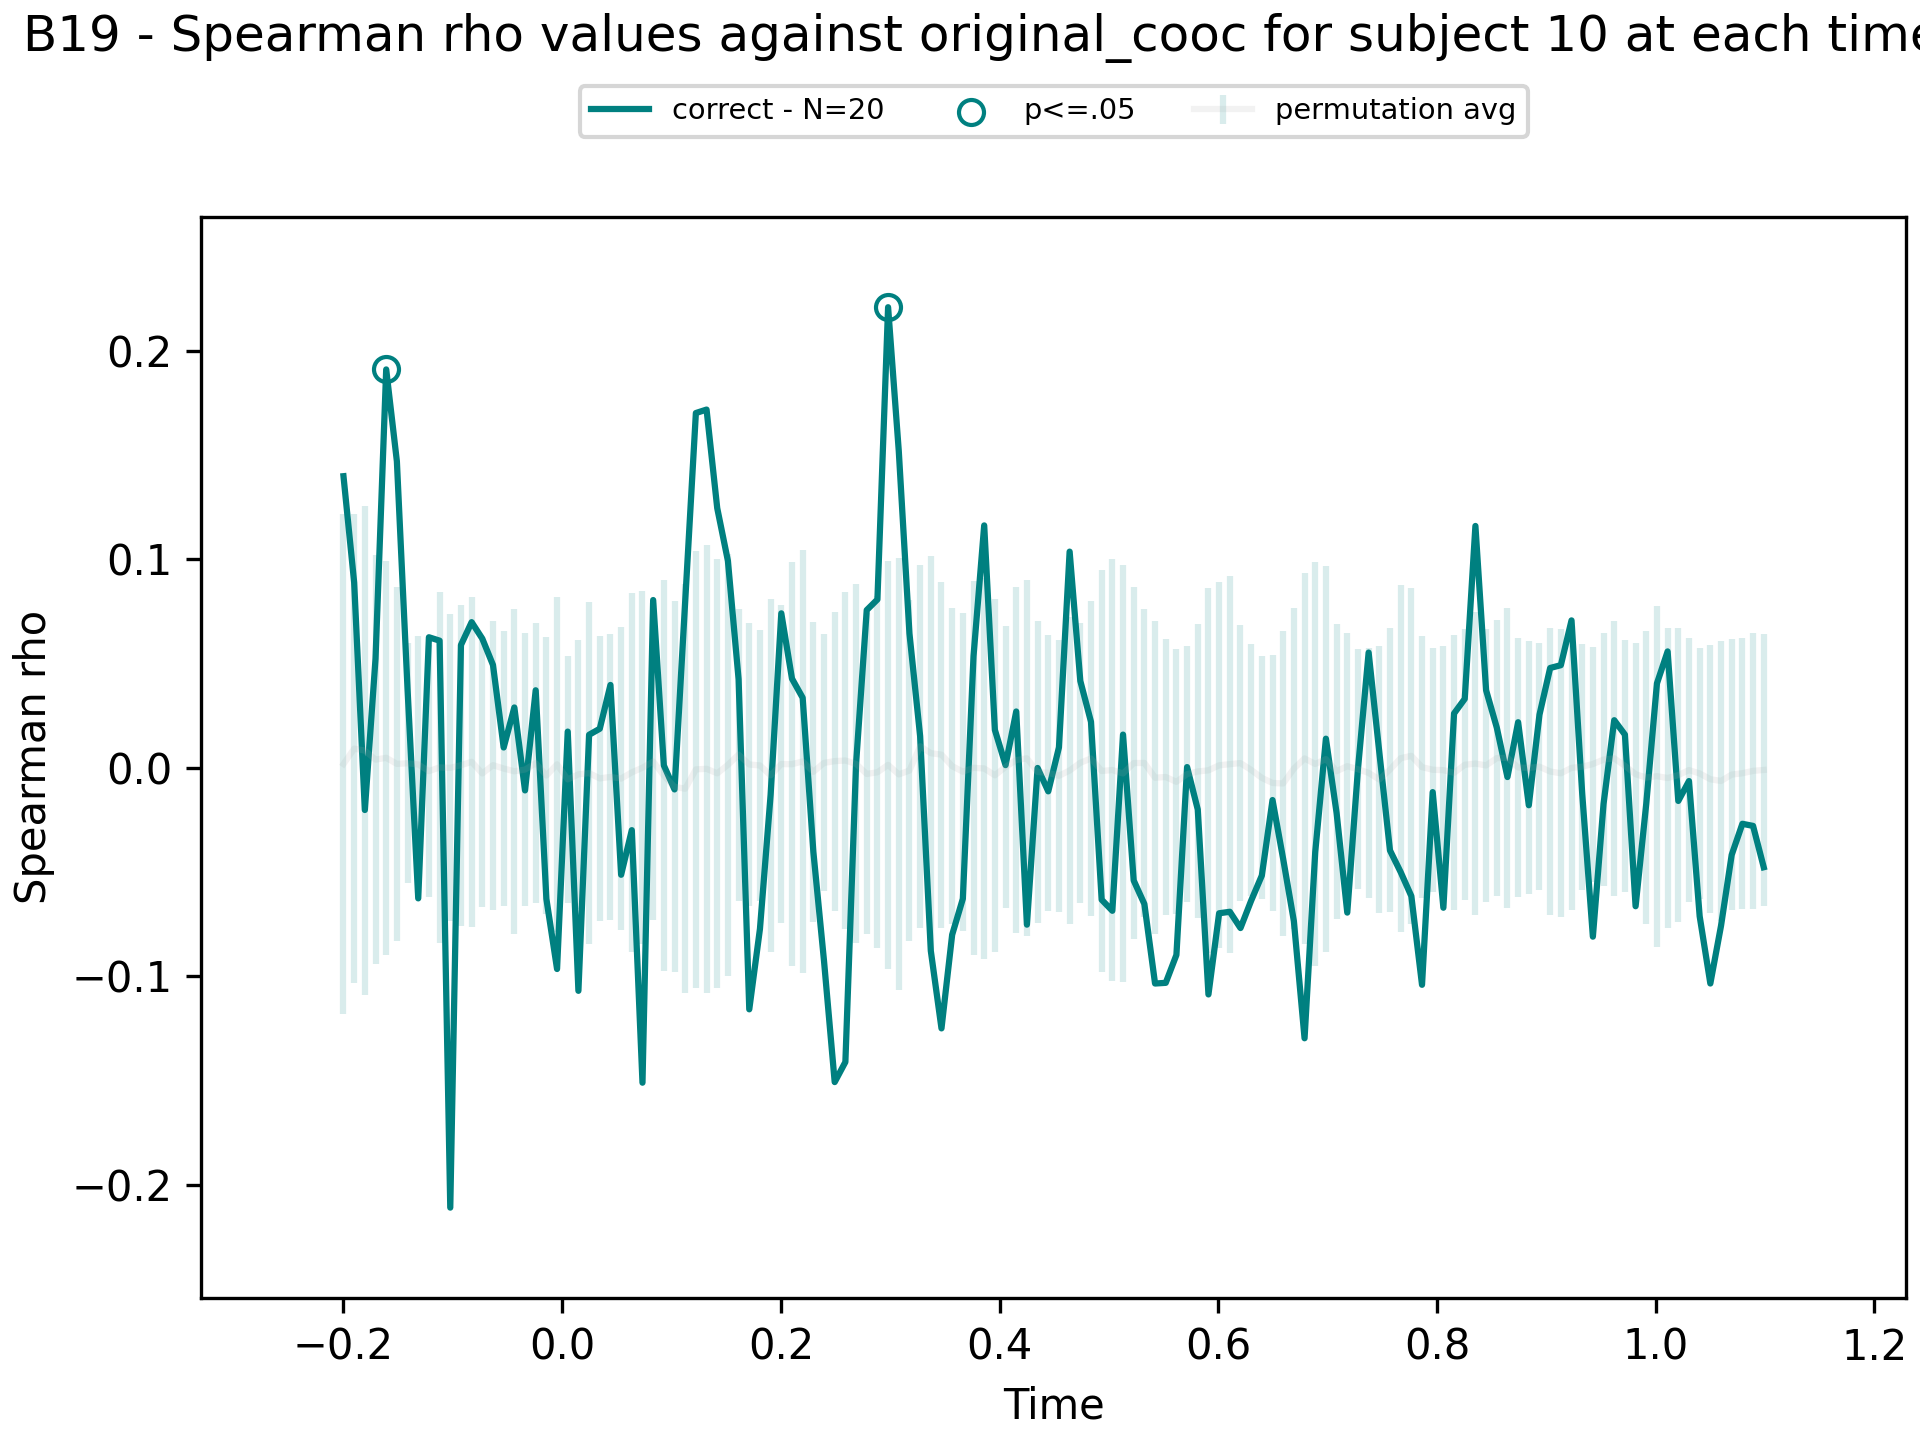 B19 - Spearman rho values against original_cooc for subject 10 at each time
correct - N=20
p<=.05
permutation avg
Spearman rho
0.2
0.1
0.0
−0.1
−0.2
−0.2
0.0
0.2
0.4
0.6
0.8
1.0
1.2
Time